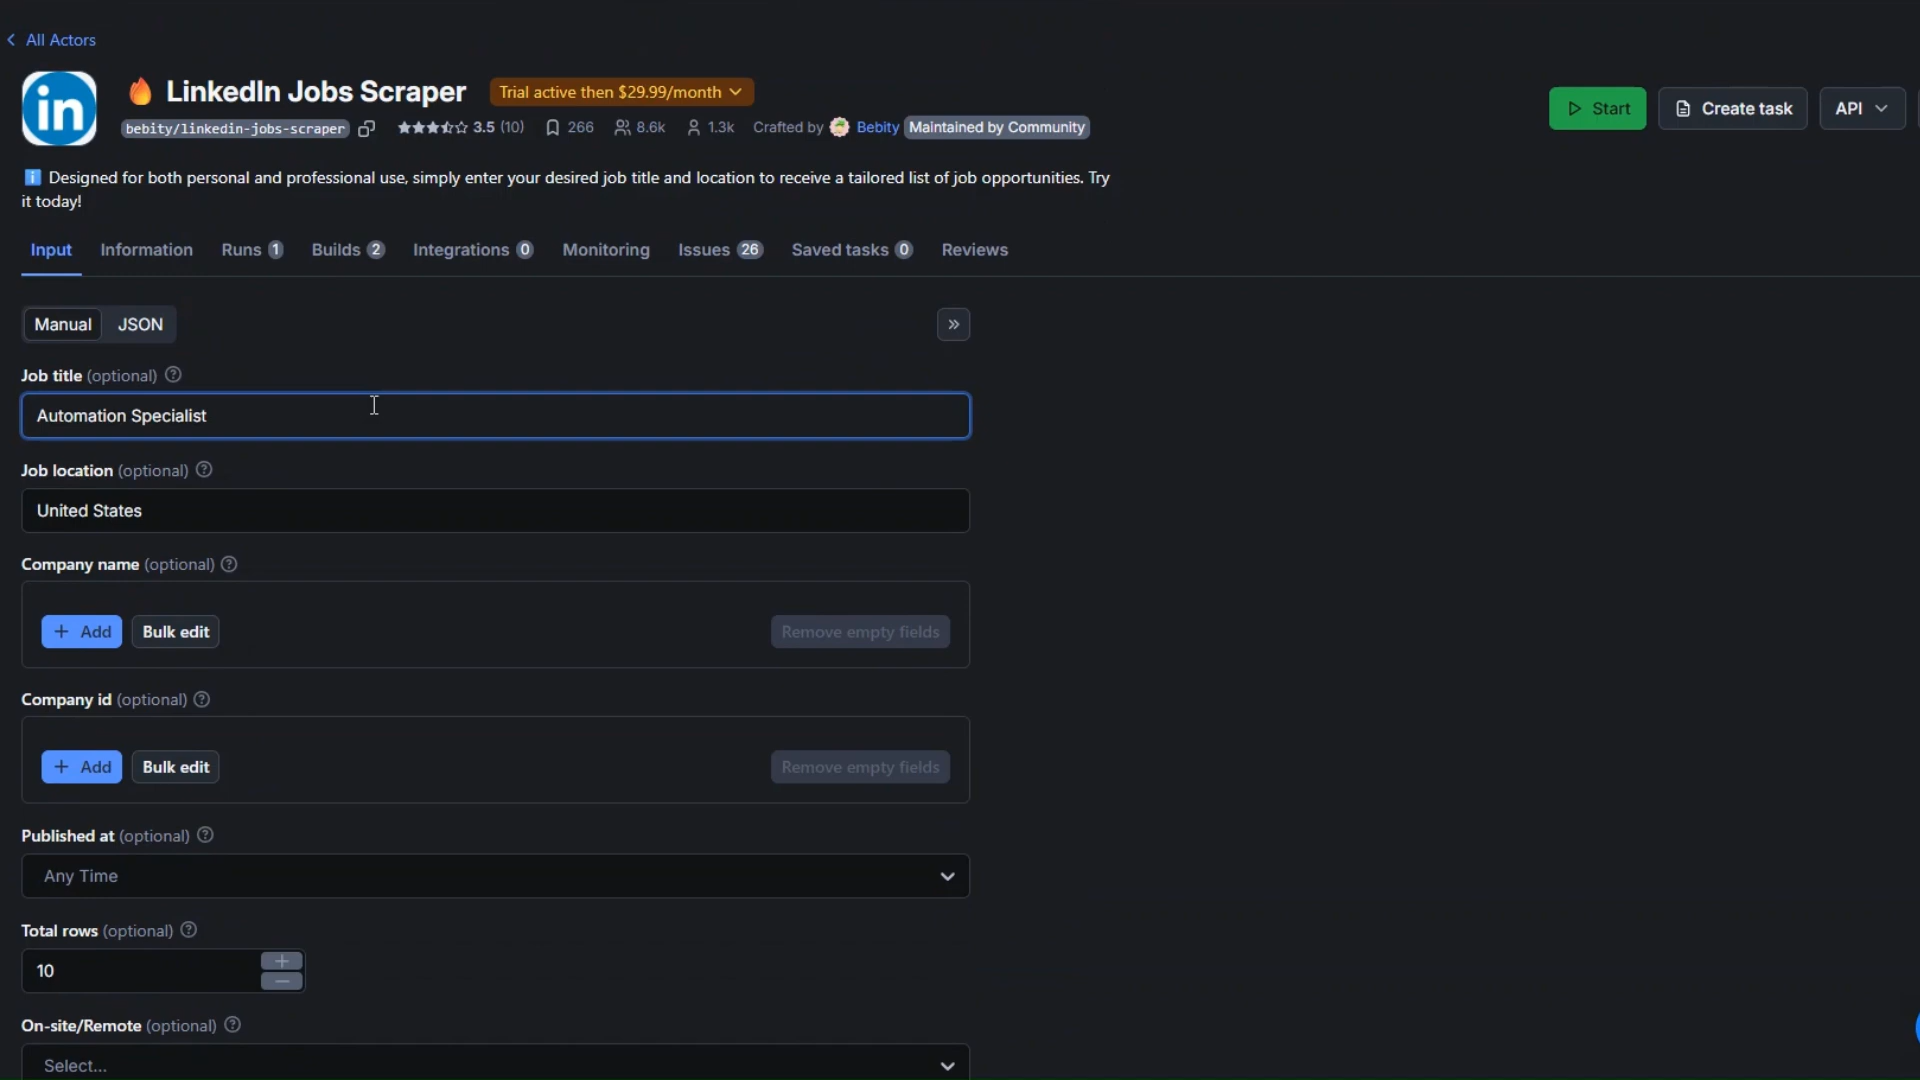 All Actors
in
🔥 LinkedIn Jobs Scraper
Trial active then $29.99/month
bebity/linkedin-jobs-scraper 3.5 (10) 266 8.6k 1.3k Crafted by Bebity Maintained by Community
Start
Create task
API
ℹ️ Designed for both personal and professional use, simply enter your desired job title and location to receive a tailored list of job opportunities. Try
it today!
Input Information Runs 1 Builds 2 Integrations 0 Monitoring Issues 26 Saved tasks 0 Reviews
Manual JSON
Job title (optional)
Automation Specialist
Job location (optional)
United States
Company name (optional)
+ Add Bulk edit Remove empty fields
Company id (optional)
+ Add Bulk edit Remove empty fields
Published at (optional)
Any Time
Total rows (optional)
10
On-site/Remote (optional)
Select...